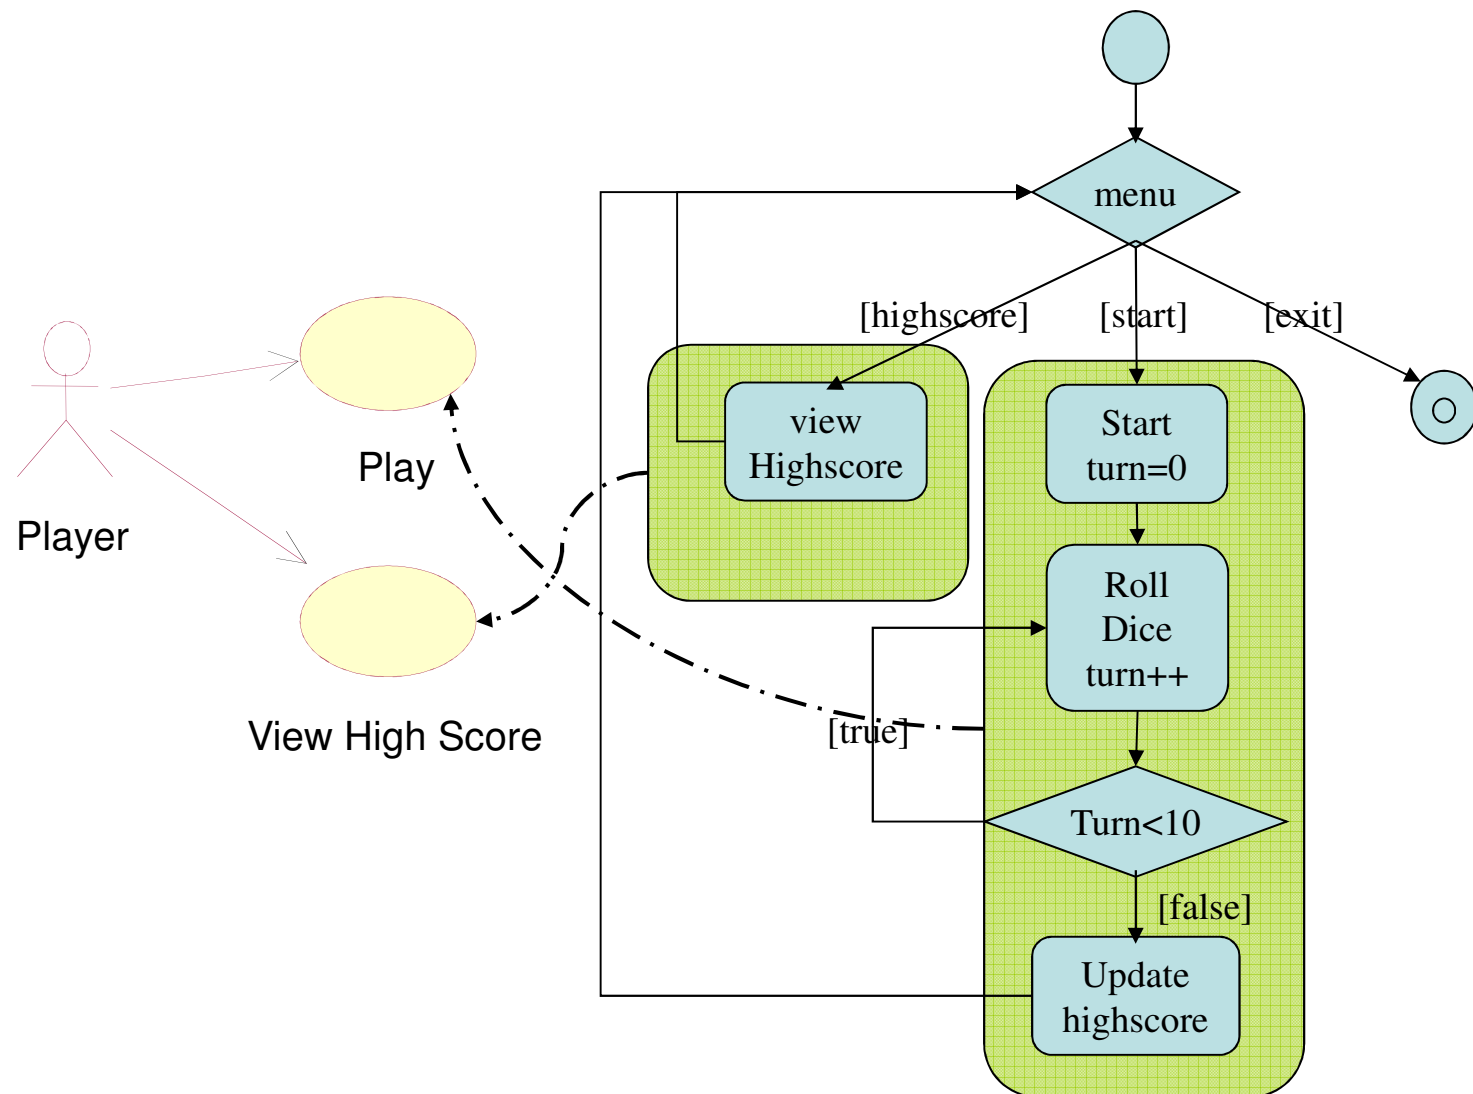 menu
[highscore]
[start]
[exit]
view
Highscore
Start
turn=0
Play
Player
Roll
Dice
turn++
View High Score
[true]
Turn<10
[false]
Update
highscore